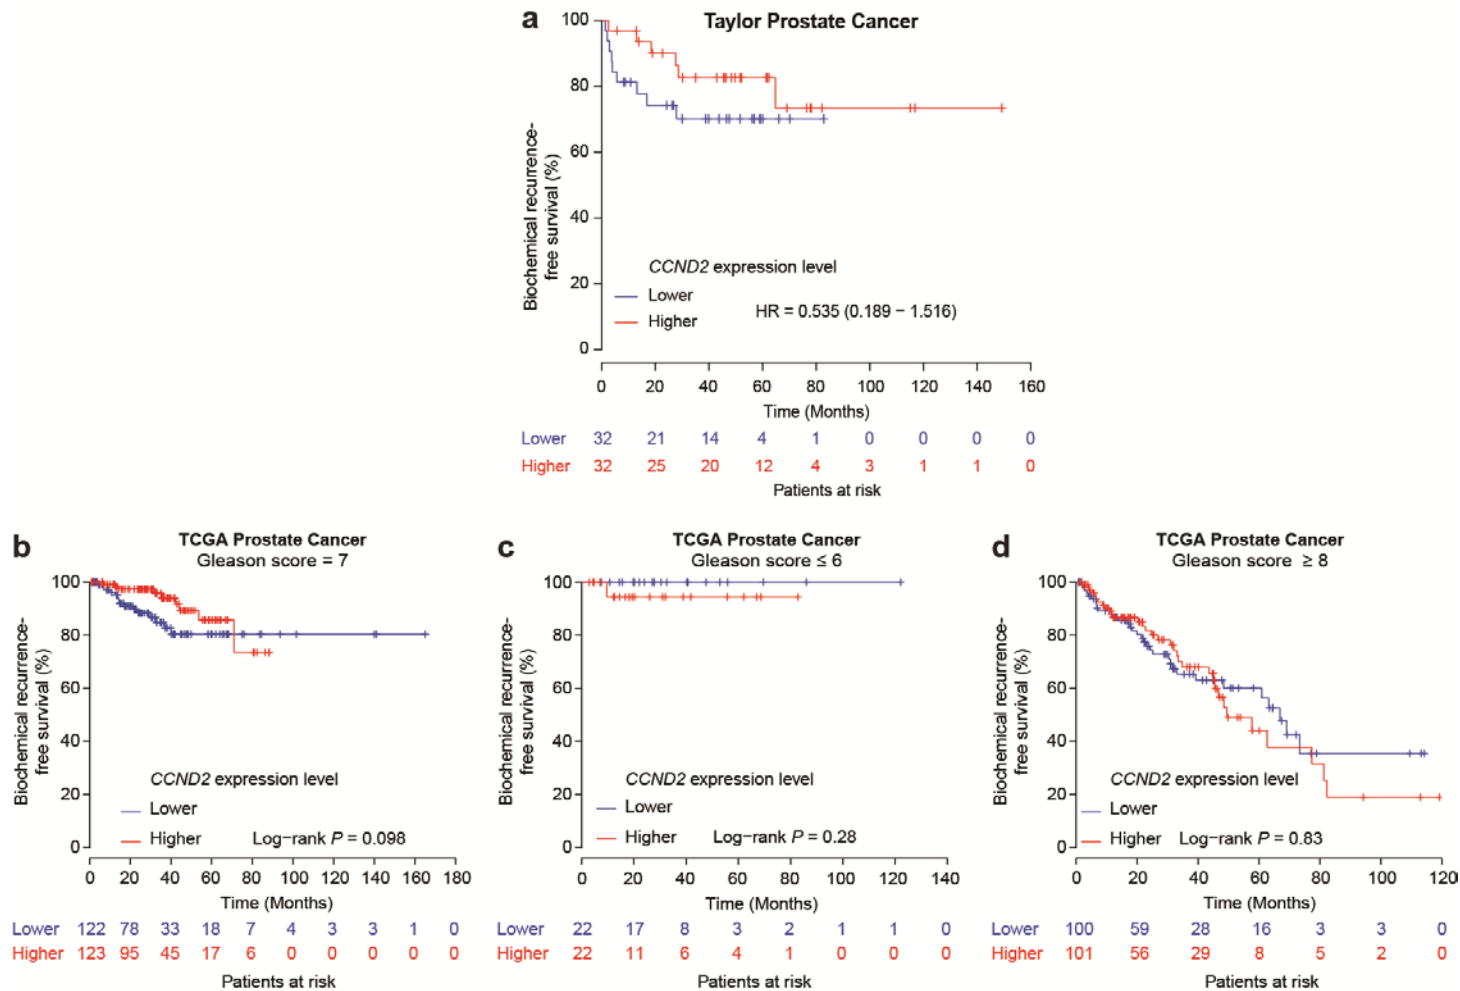 a Taylor Prostate Cancer
Biochemical recurrence-
free survival (%)
100
80
60
40
20
0
CCND2 expression level
Lower
Higher
HR = 0.535 (0.189 − 1.516)
0 20 40 60 80 100 120 140 160
Time (Months)
Lower 32 21 14 4 1 0 0 0 0
Higher 32 25 20 12 4 3 1 1 0
Patients at risk
b TCGA Prostate Cancer
Gleason score = 7
Biochemical recurrence-
free survival (%)
100
80
60
40
20
0
CCND2 expression level
Lower
Higher Log−rank P = 0.098
0 20 40 60 80 100 120 140 160 180
Time (Months)
Lower 122 78 33 18 7 4 3 3 1 0
Higher 123 95 45 17 6 0 0 0 0 0
Patients at risk
c TCGA Prostate Cancer
Gleason score ≤ 6
Biochemical recurrence-
free survival (%)
100
80
60
40
20
0
CCND2 expression level
Lower
Higher Log−rank P = 0.28
0 20 40 60 80 100 120 140
Time (Months)
Lower 22 17 8 3 2 1 1 0
Higher 22 11 6 4 1 0 0 0
Patients at risk
d TCGA Prostate Cancer
Gleason score ≥ 8
Biochemical recurrence-
free survival (%)
100
80
60
40
20
0
CCND2 expression level
Lower
Higher Log−rank P = 0.83
0 20 40 60 80 100 120
Time (Months)
Lower 100 59 28 16 3 3 0
Higher 101 56 29 8 5 2 0
Patients at risk